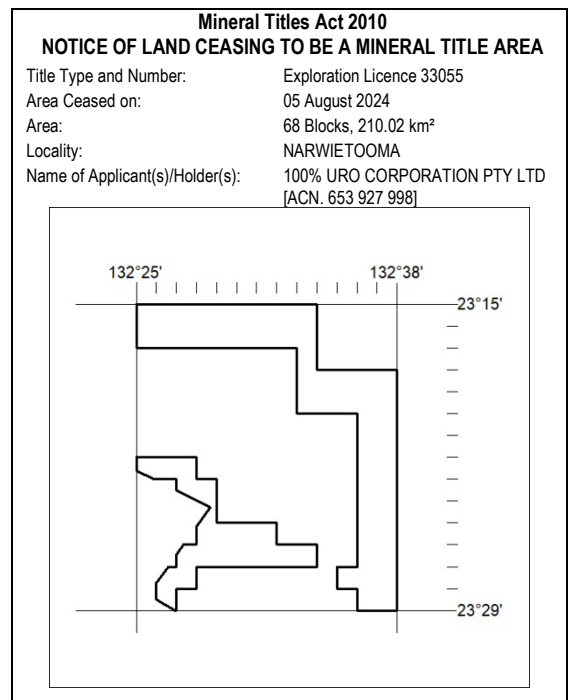 Mineral Titles Act 2010
NOTICE OF LAND CEASING TO BE A MINERAL TITLE AREA
Title Type and Number: Exploration Licence 33055
Area Ceased on: 05 August 2024
Area: 68 Blocks, 210.02 km²
Locality: NARWIETOOMA
Name of Applicant(s)/Holder(s): 100% URO CORPORATION PTY LTD
[ACN. 653 927 998]
132°25' 132°38'
23°15'
23°29'